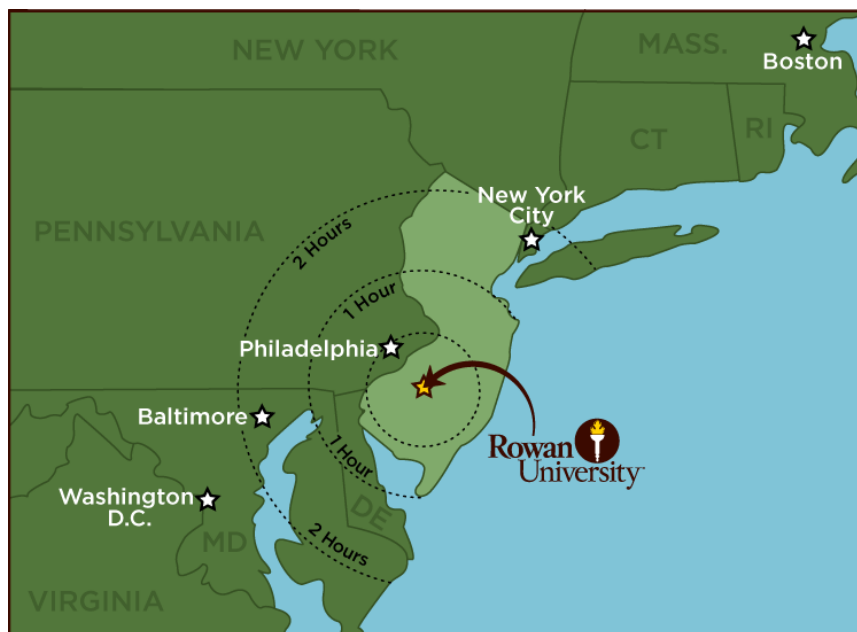 NEW YORK
MASS.
Boston
CT
RI
New York
City
PENNSYLVANIA
2 Hours
1 Hour
Philadelphia
Baltimore
Rowan
University
1 Hour
Washington
D.C.
DE
2 Hours
MD
VIRGINIA